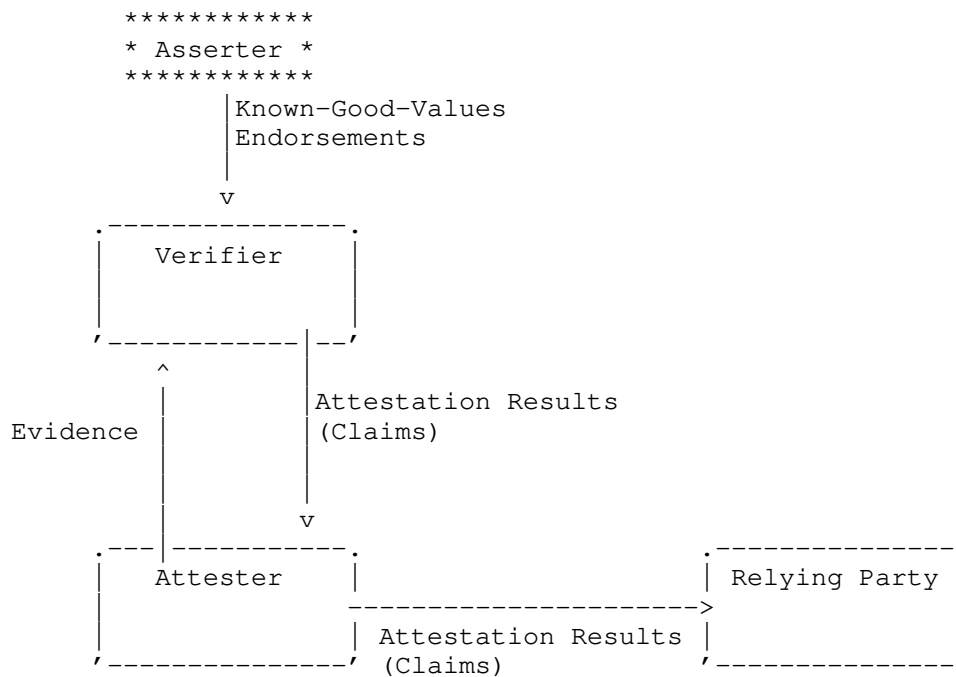 * Asserter *
Known-Good-Values
Endorsements
Verifier
Attestation Results
Evidence
(Claims)
Attester
Relying Party
Attestation Results
(Claims)